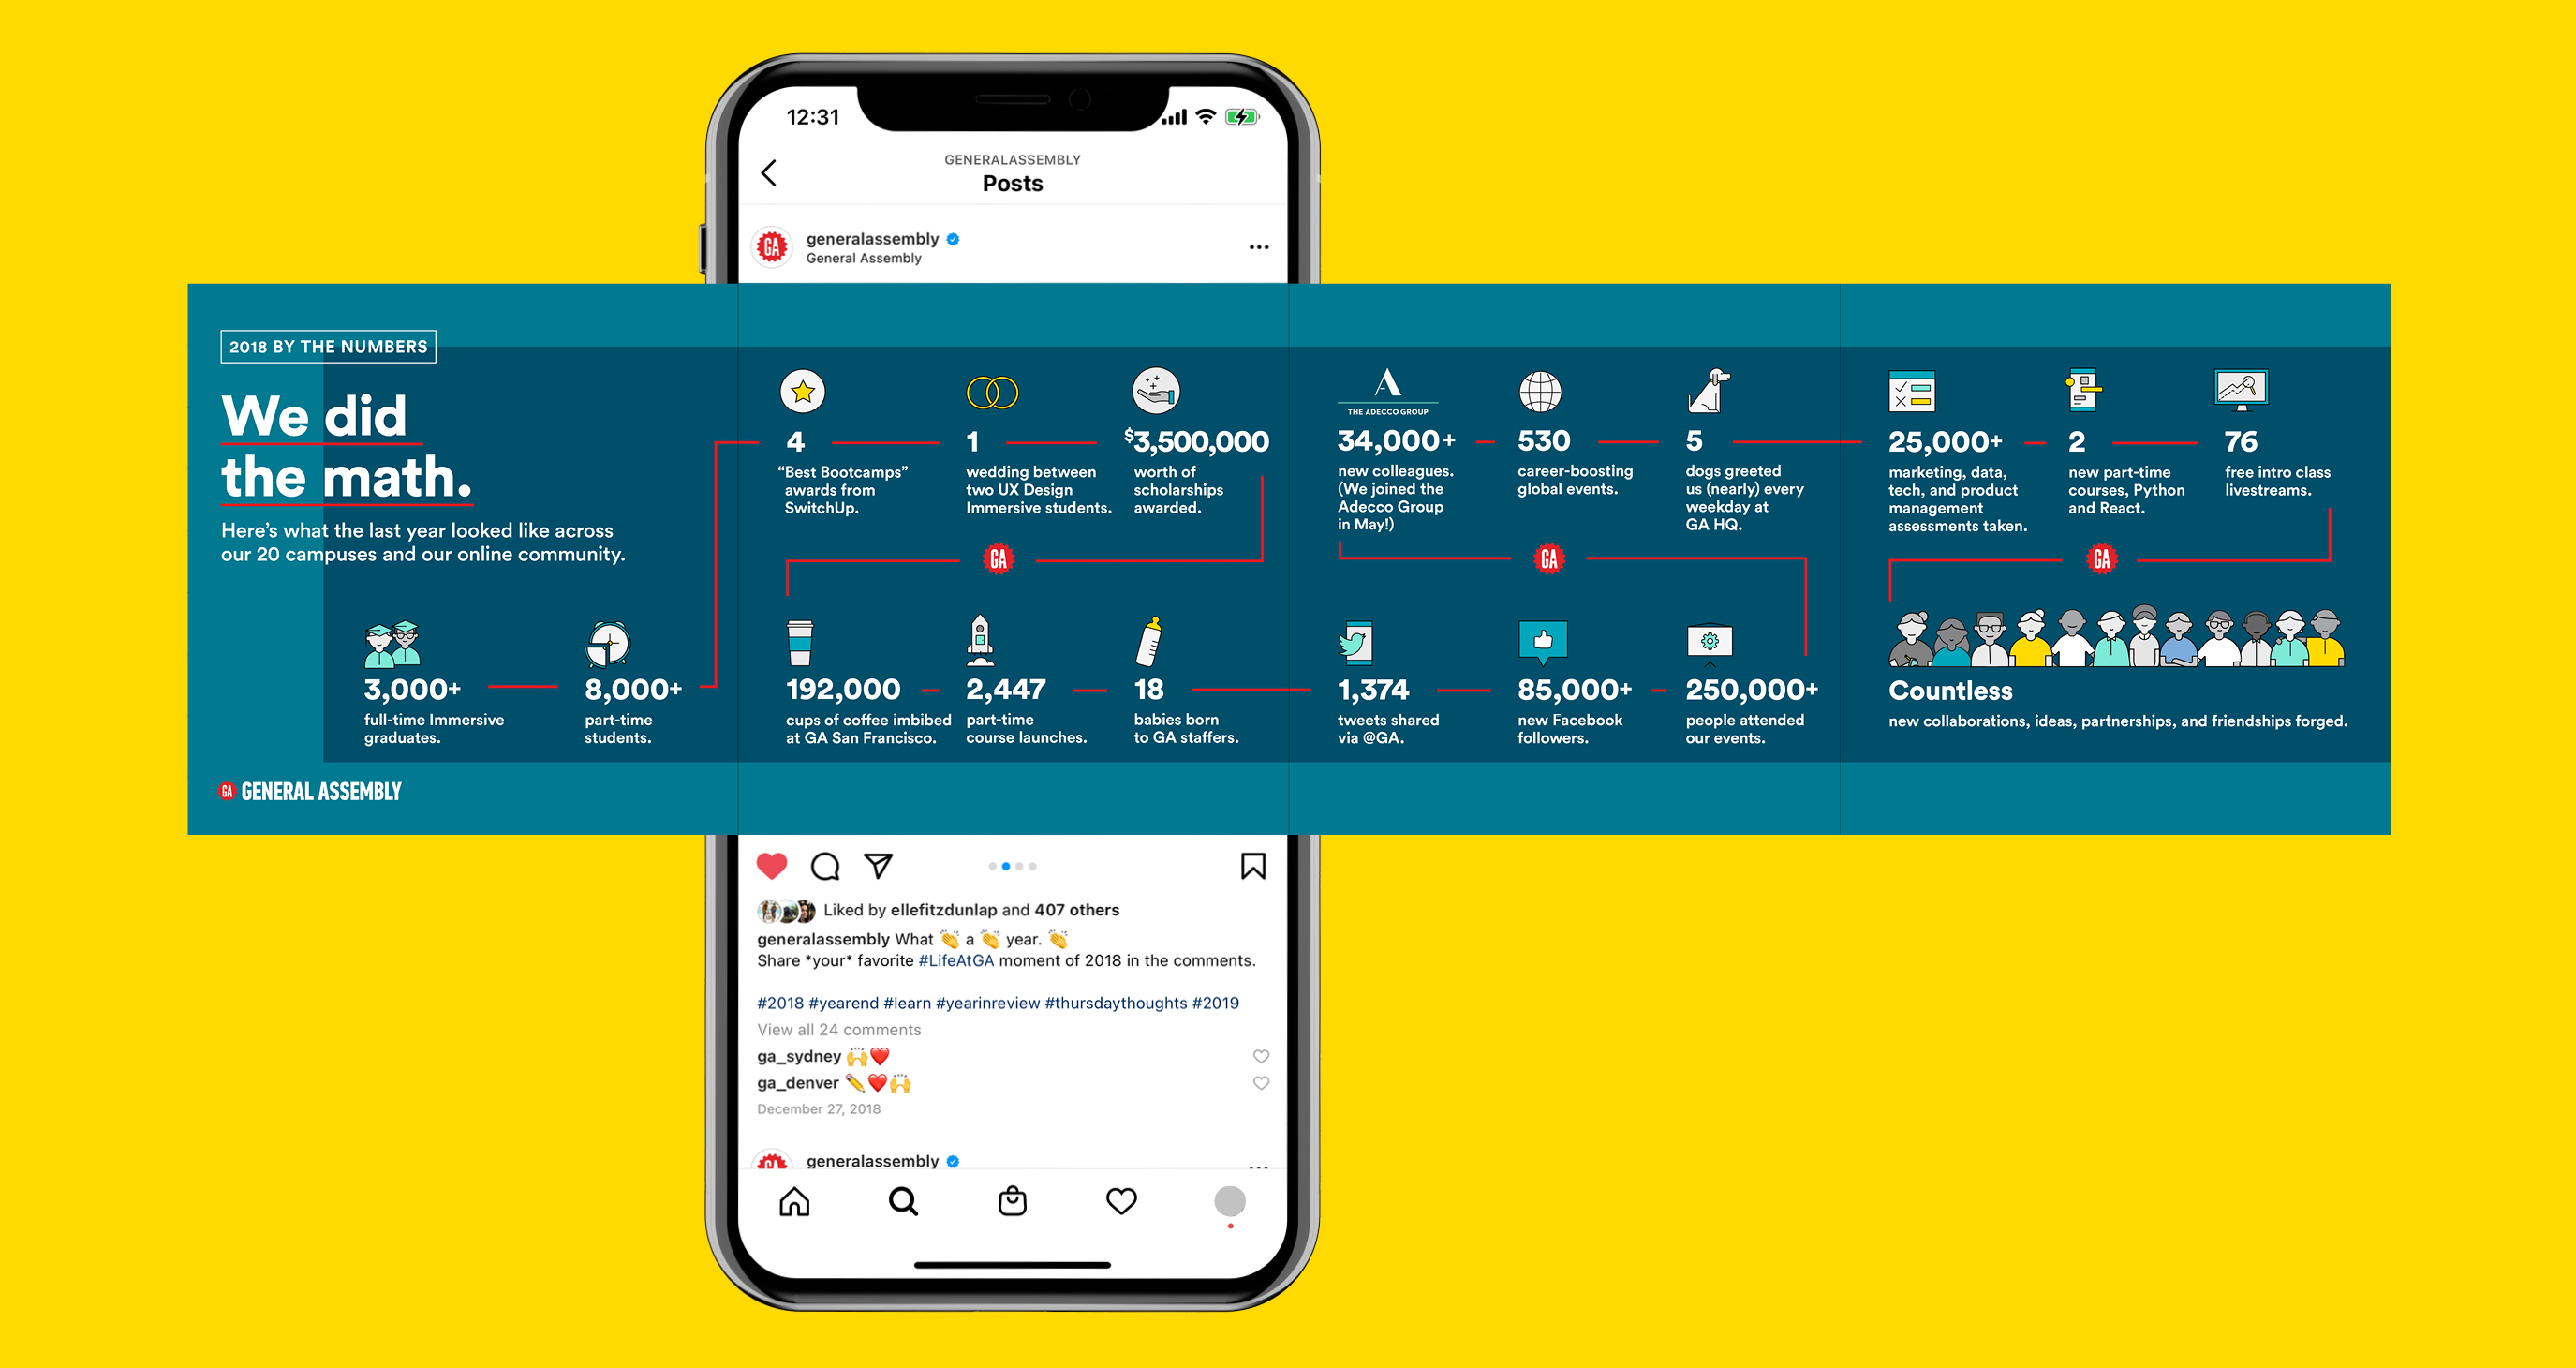 12:31
GENERALASSEMBLY
Posts
GA
generalassembly
General Assembly
2018 BY THE NUMBERS
We did
the math.
Here's what the last year looked like across
our 20 campuses and our online community.
3,000+
full-time Immersive
graduates.
8,000+
part-time
students.
GA GENERAL ASSEMBLY
4
“Best Bootcamps”
awards from
SwitchUp.
1
wedding between
two UX Design
Immersive students.
$3,500,000
worth of
scholarships
awarded.
GA
192,000
cups of coffee imbibed
at GA San Francisco.
2,447
part-time
course launches.
18
babies born
to GA staffers.
A
THE ADECCO GROUP
34,000+
new colleagues.
(We joined the
Adecco Group
in May!)
530
career-boosting
global events.
5
dogs greeted
us (nearly) every
weekday at
GA HQ.
GA
1,374
tweets shared
via @GA.
85,000+
new Facebook
followers.
250,000+
people attended
our events.
25,000+
marketing, data,
tech, and product
management
assessments taken.
2
new part-time
courses, Python
and React.
76
free intro class
livestreams.
GA
Countless
new collaborations, ideas, partnerships, and friendships forged.
Liked by ellefitzdunlap and 407 others
generalassembly What 👏 a 👏 year. 👏
Share *your* favorite #LifeAtGA moment of 2018 in the comments.
#2018 #yearend #learn #yearinreview #thursdaythoughts #2019
View all 24 comments
ga_sydney 🙌❤️
ga_denver ✏️❤️🙌
December 27, 2018
GA
generalassembly